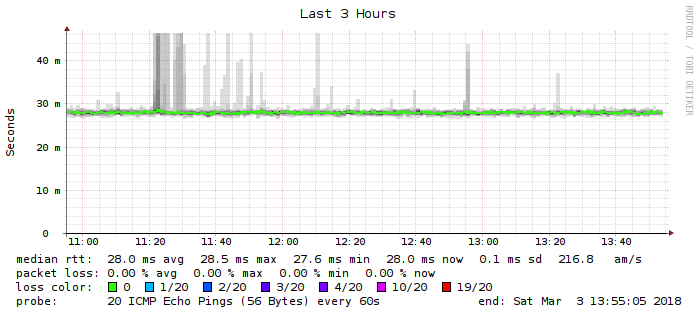 Last 3 Hours
RRDTOOL / TOBI OETIKER
Seconds
40 m
30 m
20 m
10 m
0
11:00 11:20 11:40 12:00 12:20 12:40 13:00 13:20 13:40
median rtt: 28.0 ms avg 28.5 ms max 27.6 ms min 28.0 ms now 0.1 ms sd 216.8 am/s
packet loss: 0.00 % avg 0.00 % max 0.00 % min 0.00 % now
loss color: 0 1/20 2/20 3/20 4/20 10/20 19/20
probe: 20 ICMP Echo Pings (56 Bytes) every 60s end: Sat Mar 3 13:55:05 2018